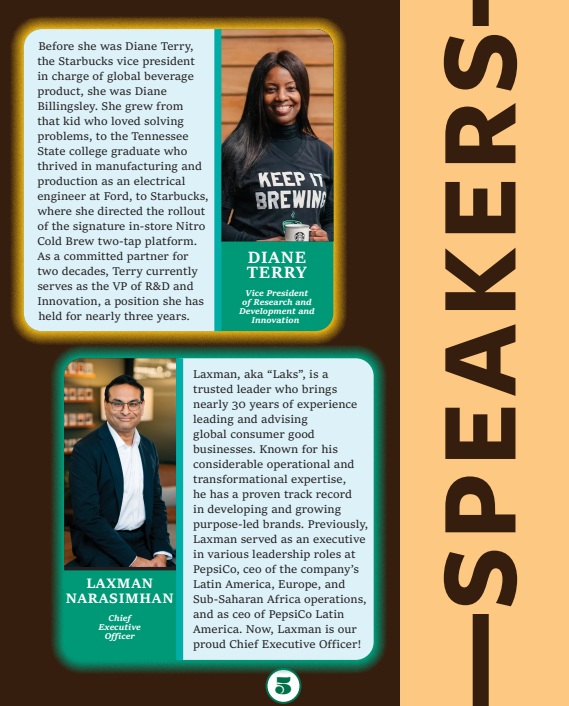 Before she was Diane Terry,
the Starbucks vice president
in charge of global beverage
product, she was Diane
Billingsley. She grew from
that kid who loved solving
problems, to the Tennessee
State college graduate who
thrived in manufacturing and
production as an electrical
engineer at Ford, to Starbucks,
where she directed the rollout
of the signature in-store Nitro
Cold Brew two-tap platform.
As a committed partner for
two decades, Terry currently
serves as the VP of R&D and
Innovation, a position she has
held for nearly three years.
KEEP IT
BREWING
DIANE
TERRY
Vice President
of Research and
Development and
Innovation
LAXMAN
NARASIMHAN
Chief
Executive
Officer
Laxman, aka “Laks”, is a
trusted leader who brings
nearly 30 years of experience
leading and advising
global consumer good
businesses. Known for his
considerable operational and
transformational expertise,
he has a proven track record
in developing and growing
purpose-led brands. Previously,
Laxman served as an executive
in various leadership roles at
PepsiCo, ceo of the company’s
Latin America, Europe, and
Sub-Saharan Africa operations,
and as ceo of PepsiCo Latin
America. Now, Laxman is our
proud Chief Executive Officer!
SPEAKERS
5